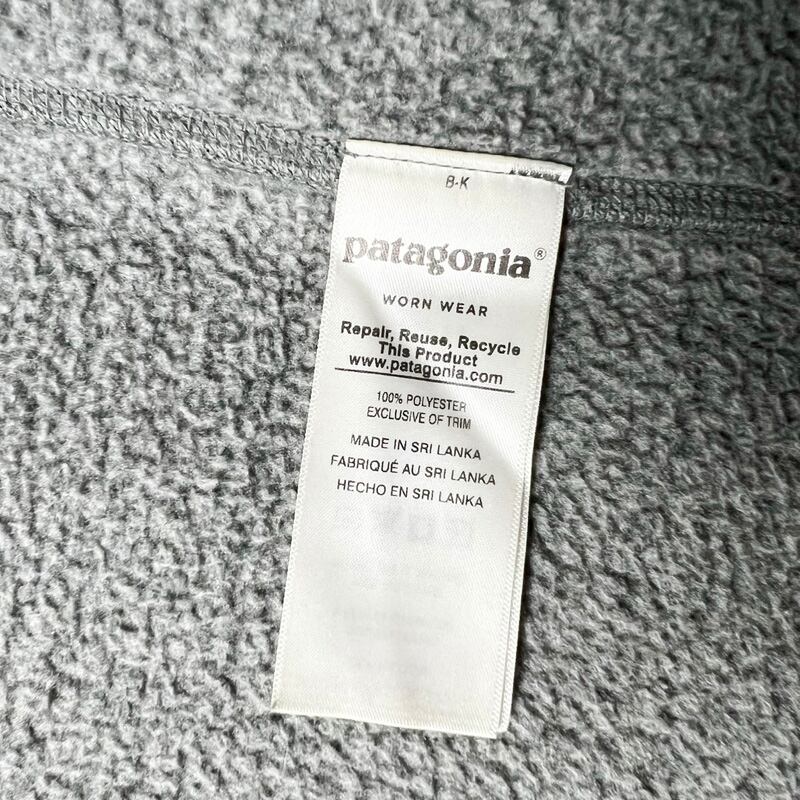 B-K
patagonia®
WORN WEAR
Repair, Reuse, Recycle
This Product
www.patagonia.com
100% POLYESTER
EXCLUSIVE OF TRIM
MADE IN SRI LANKA
FABRIQUÉ AU SRI LANKA
HECHO EN SRI LANKA